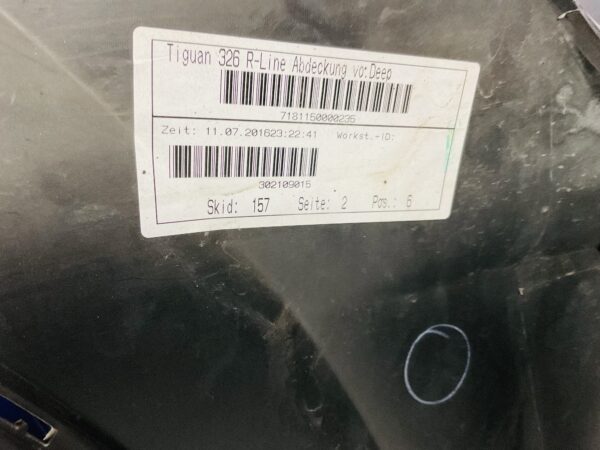 Tiguan 326 R-Line Abdeckung vo:Deep
7181150000235
Zeit: 11.07.201623:22:41 Workst.-ID:
302109015
Skid: 157 Seite: 2 Pos.: 6